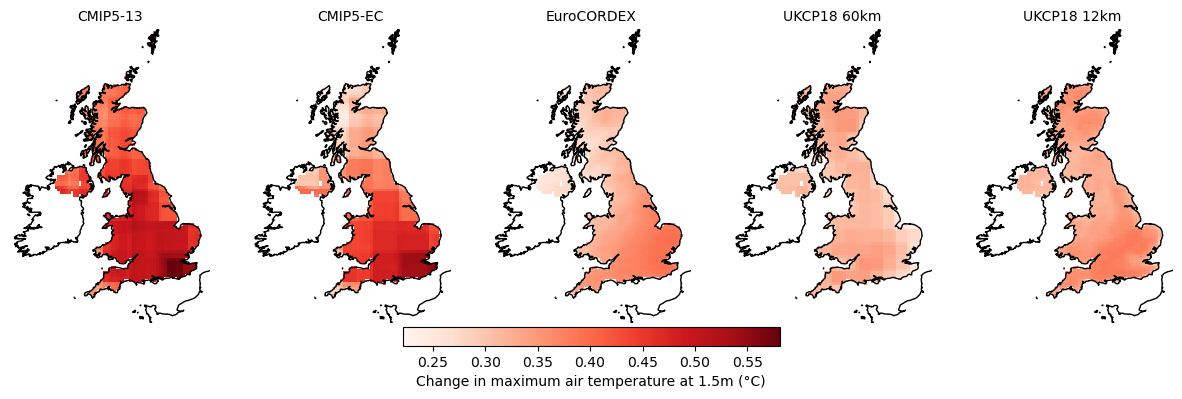 CMIP5-13
CMIP5-EC
EuroCORDEX
UKCP18 60km
UKCP18 12km
0.25 0.30 0.35 0.40 0.45 0.50 0.55
Change in maximum air temperature at 1.5m (°C)